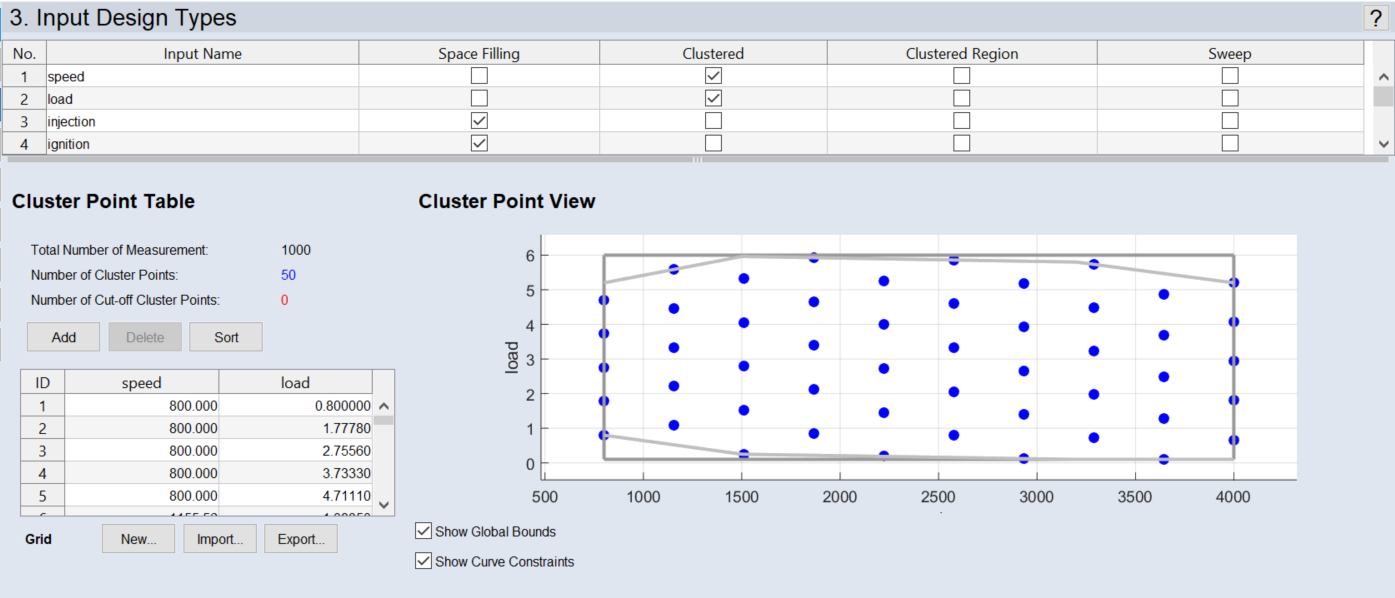 3. Input Design Types ?
No. Input Name Space Filling Clustered Clustered Region Sweep
1 speed
2 load
3 injection
4 ignition
Cluster Point Table
Total Number of Measurement: 1000
Number of Cluster Points: 50
Number of Cut-off Cluster Points: 0
Add Delete Sort
ID speed load
1 800.000 0.800000
2 800.000 1.77780
3 800.000 2.75560
4 800.000 3.73330
5 800.000 4.71110
Grid New... Import... Export...
Cluster Point View
6
5
4
3
2
1
0
load
500 1000 1500 2000 2500 3000 3500 4000
Show Global Bounds
Show Curve Constraints